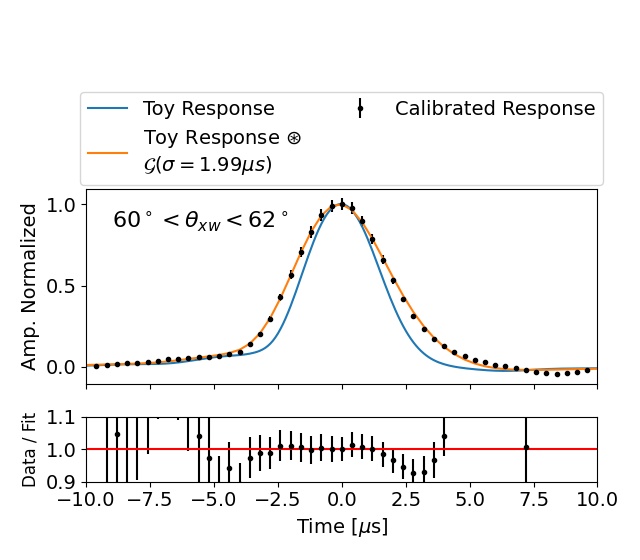 Toy Response
Calibrated Response
Toy Response ⊛
𝒢(σ = 1.99μs)
60° < θxw < 62°
Amp. Normalized
1.0
0.5
0.0
Data / Fit
1.1
1.0
0.9
−10.0 −7.5 −5.0 −2.5 0.0 2.5 5.0 7.5 10.0
Time [μs]